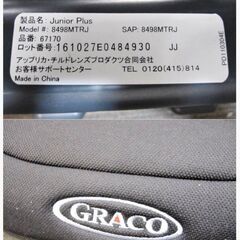 製品名: Junior Plus
Model #: 8498MTRJ SAP: 8498MTRJ
品番: 67170
ロット番号 161027E0484930 JJ
アップリカ・チルドレンズプロダクツ合同会社
お客様サポートセンター TEL 0120(415)814
Made in China
PD110304E
GRACO